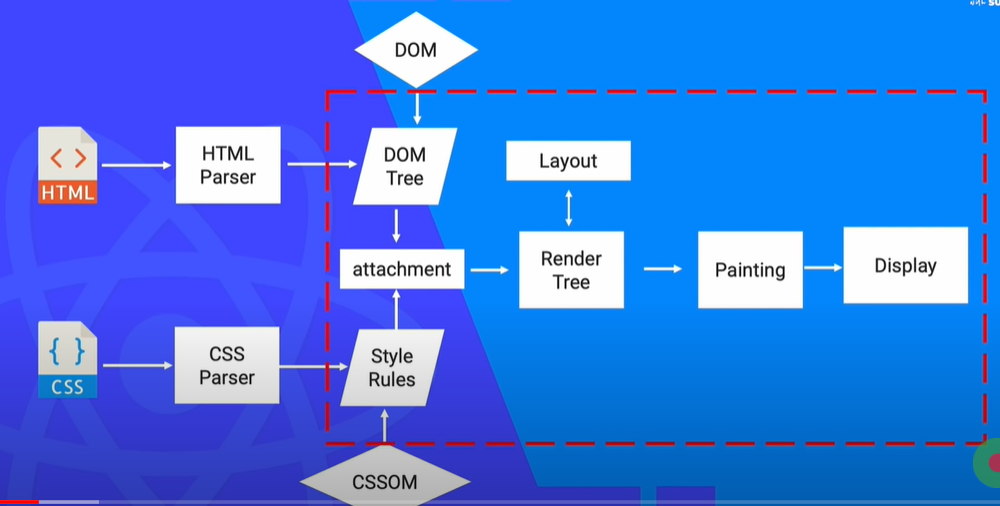 DOM
< >
HTML
HTML
Parser
DOM
Tree
Layout
attachment
Render
Tree
Painting
Display
{ }
CSS
CSS
Parser
Style
Rules
CSSOM